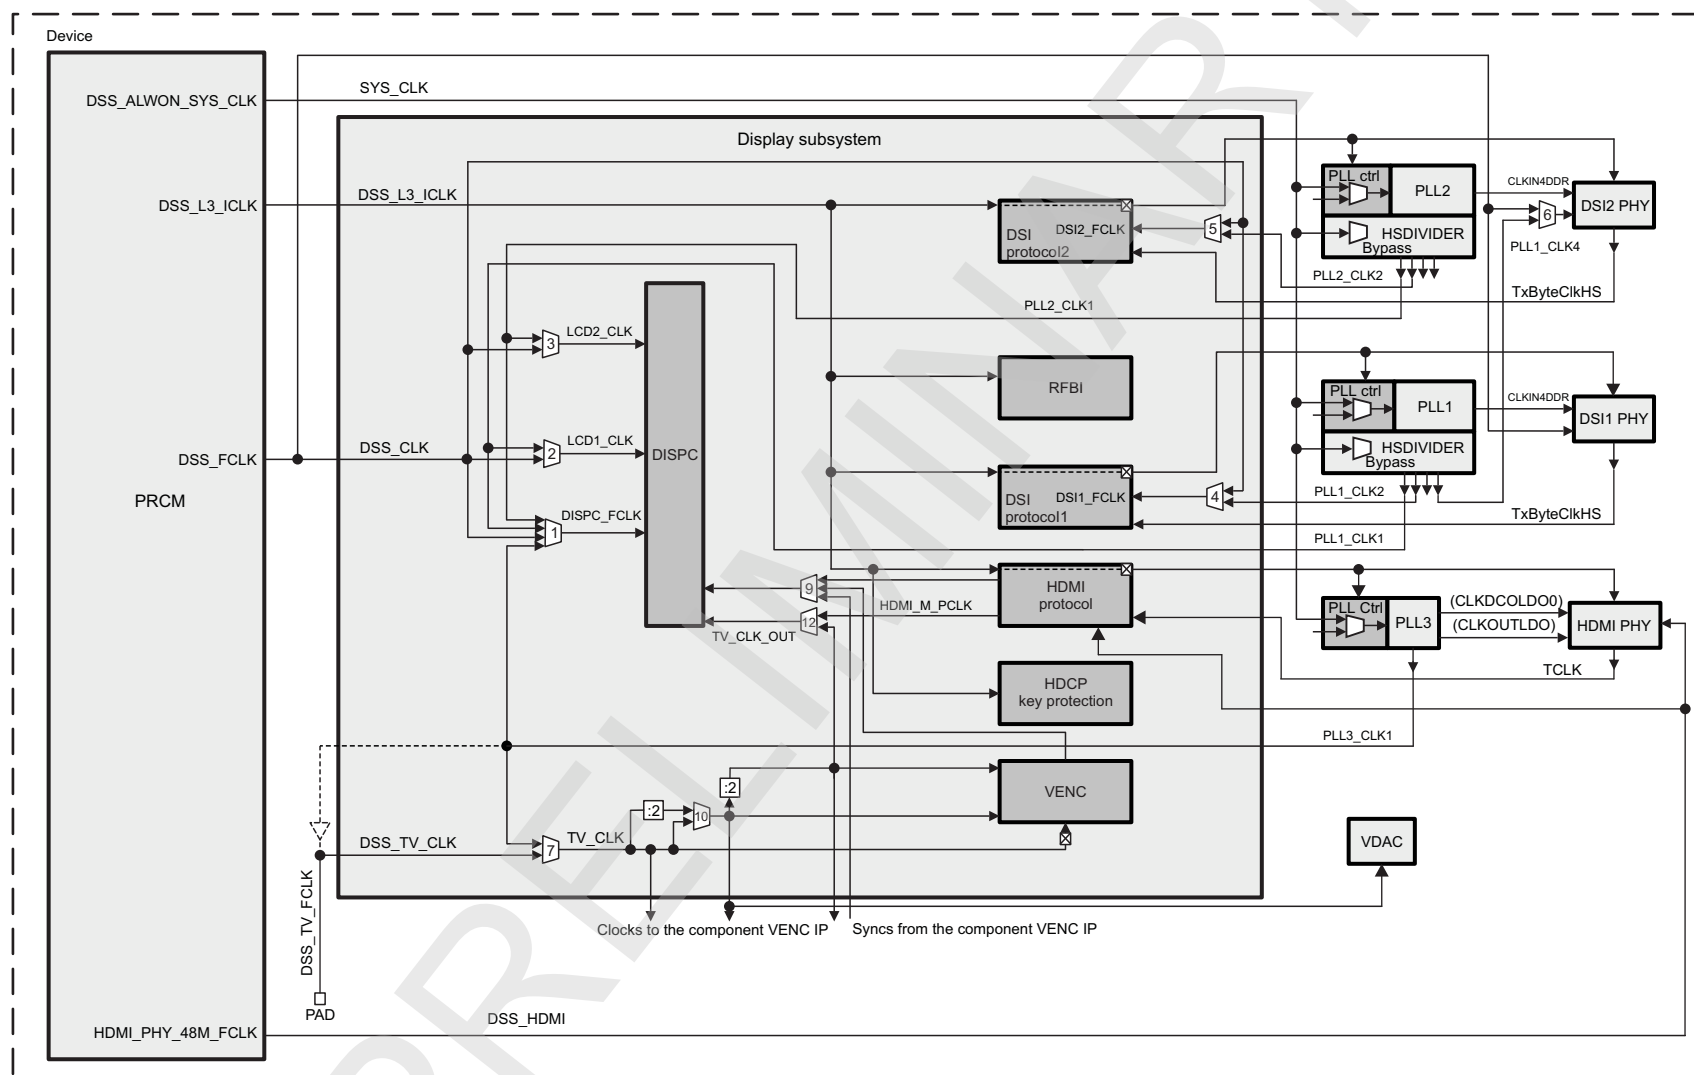 Device
DSS_ALWON_SYS_CLK
SYS_CLK
Display subsystem
DSS_L3_ICLK
DSS_L3_ICLK
DSI
protocol2
DSI2_FCLK
5
PLL ctrl
PLL2
HSDIVIDER
Bypass
CLKIN4DDR
6
DSI2 PHY
PLL1_CLK4
PLL2_CLK2
TxByteClkHS
PLL2_CLK1
3
LCD2_CLK
RFBI
PLL ctrl
PLL1
HSDIVIDER
Bypass
CLKIN4DDR
DSI1 PHY
DSS_FCLK
DSS_CLK
2
LCD1_CLK
DISPC
PRCM
DSI
protocol1
DSI1_FCLK
4
PLL1_CLK2
TxByteClkHS
1
DISPC_FCLK
PLL1_CLK1
9
HDMI
protocol
HDMI_M_PCLK
12
TV_CLK_OUT
PLL Ctrl
PLL3
(CLKDCOLDO0)
(CLKOUTLDO)
HDMI PHY
TCLK
HDCP
key protection
PLL3_CLK1
VENC
:2
:2
10
DSS_TV_CLK
7
TV_CLK
VDAC
DSS_TV_FCLK
Clocks to the component VENC IP
Syncs from the component VENC IP
PAD
DSS_HDMI
HDMI_PHY_48M_FCLK
PRELIMINARY